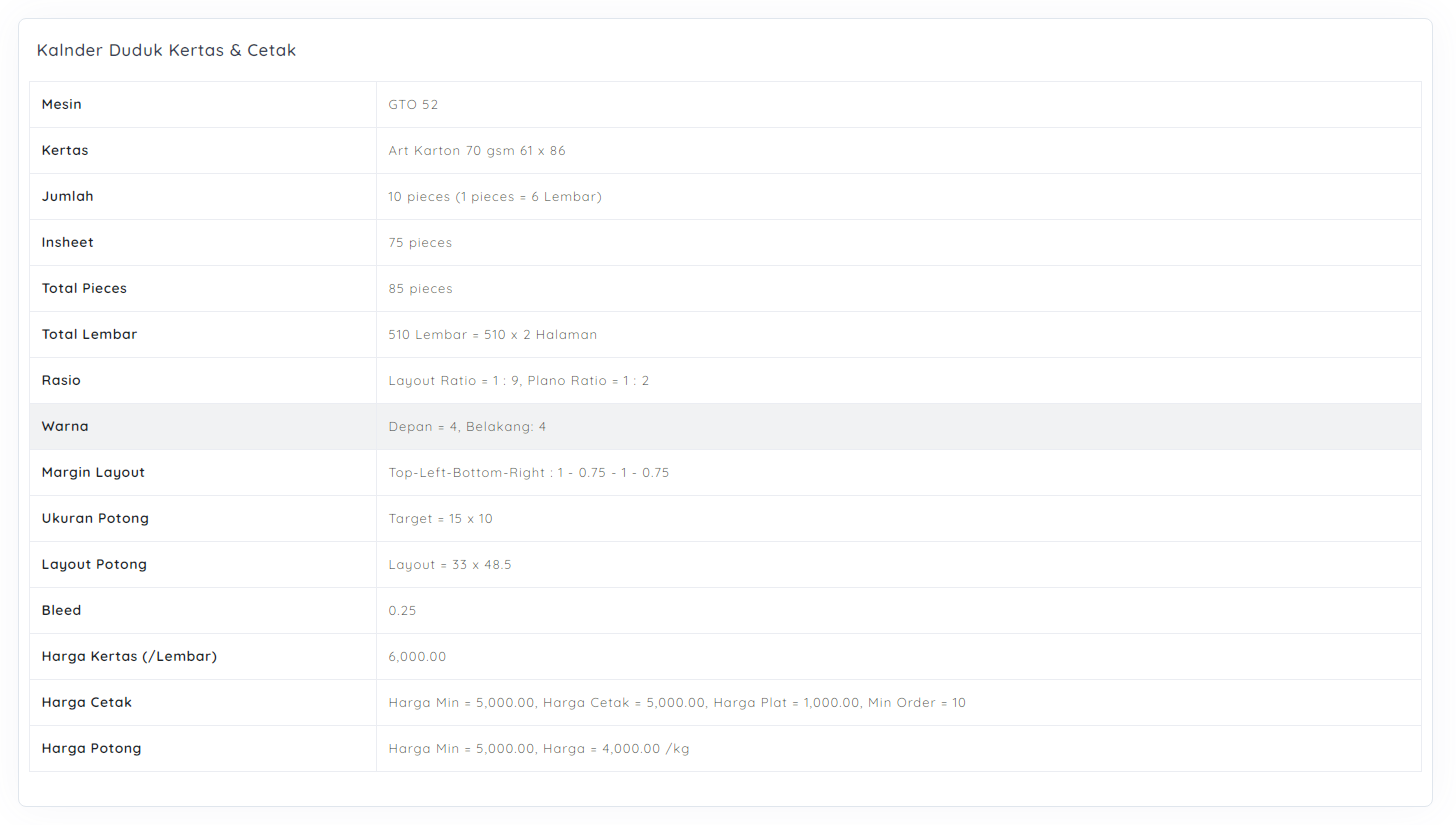 Kalnder Duduk Kertas & Cetak
Mesin GTO 52
Kertas Art Karton 70 gsm 61 x 86
Jumlah 10 pieces (1 pieces = 6 Lembar)
Insheet 75 pieces
Total Pieces 85 pieces
Total Lembar 510 Lembar = 510 x 2 Halaman
Rasio Layout Ratio = 1 : 9, Plano Ratio = 1 : 2
Warna Depan = 4, Belakang: 4
Margin Layout Top-Left-Bottom-Right : 1 - 0.75 - 1 - 0.75
Ukuran Potong Target = 15 x 10
Layout Potong Layout = 33 x 48.5
Bleed 0.25
Harga Kertas (/Lembar) 6,000.00
Harga Cetak Harga Min = 5,000.00, Harga Cetak = 5,000.00, Harga Plat = 1,000.00, Min Order = 10
Harga Potong Harga Min = 5,000.00, Harga = 4,000.00 /kg